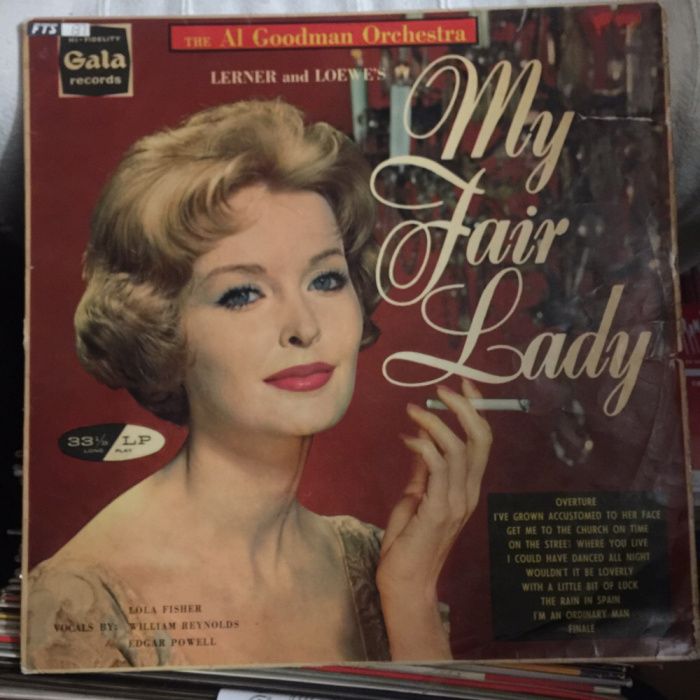 FTS
HI-FIDELITY
Gala
records
THE Al Goodman Orchestra
LERNER and LOEWE'S
My
Fair
Lady
33⅓ LP
LONG PLAY
OVERTURE
I'VE GROWN ACCUSTOMED TO HER FACE
GET ME TO THE CHURCH ON TIME
ON THE STREET WHERE YOU LIVE
I COULD HAVE DANCED ALL NIGHT
WOULDN'T IT BE LOVERLY
WITH A LITTLE BIT OF LUCK
THE RAIN IN SPAIN
I'M AN ORDINARY MAN
FINALE
LOLA FISHER
VOCALS BY: WILLIAM REYNOLDS
EDGAR POWELL